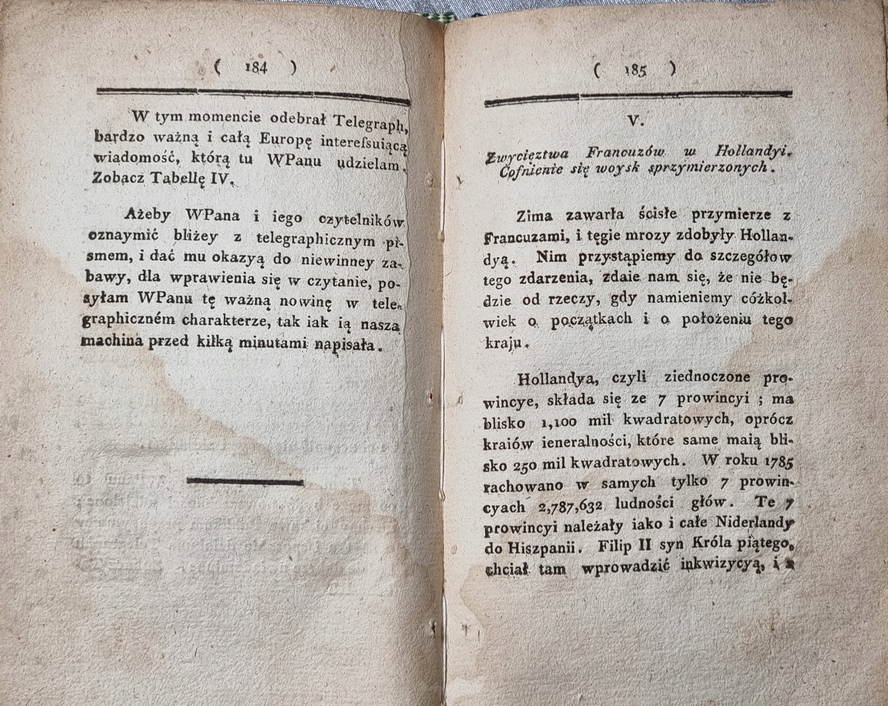 ( 184 )
W tym momencie odebrał Telegraph,
bardzo ważną i całą Europę interefsuiącą
wiadomość, którą tu WPanu udzielam.
Zobacz Tabellę IV.
Ażeby WPana i iego czytelników
oznaymić bliżey z telegraphicznym pi-
smem, i dać mu okazyą do niewinney za-
bawy, dla wprawienia się w czytanie, po-
syłam WPanu tę ważną nowinę w tele-
graphiczném charakterze, tak iak ią nasza
machina przed kilką minutami napisała.
( 185 )
V.
Zwycięztwa Francuzów w Hollandyi.
Cofnienie się woysk sprzymierzonych.
Zima zawarła ścisłe przymierze z
Francuzami, i tęgie mrozy zdobyły Hollan-
dyą. Nim przystąpiemy do szczegółow
tego zdarzenia, zdaie nam się, że nie bę-
dzie od rzeczy, gdy namieniemy cóżkol-
wiek o początkach i o położeniu tego
kraju.
Hollandya, czyli ziednoczone pro-
wincye, składa się ze 7 prowincyi ; ma
blisko 1,100 mil kwadratowych, oprócz
kraiów ieneralności, które same maią bli-
sko 250 mil kwadratowych. W roku 1785
rachowano w samych tylko 7 prowin-
cyach 2,787,632 ludności głów. Te 7
prowincyi należały iako i całe Niderlandy
do Hiszpanii. Filip II syn Króla piątego,
chciał tam wprowadzić inkwizycyą, i